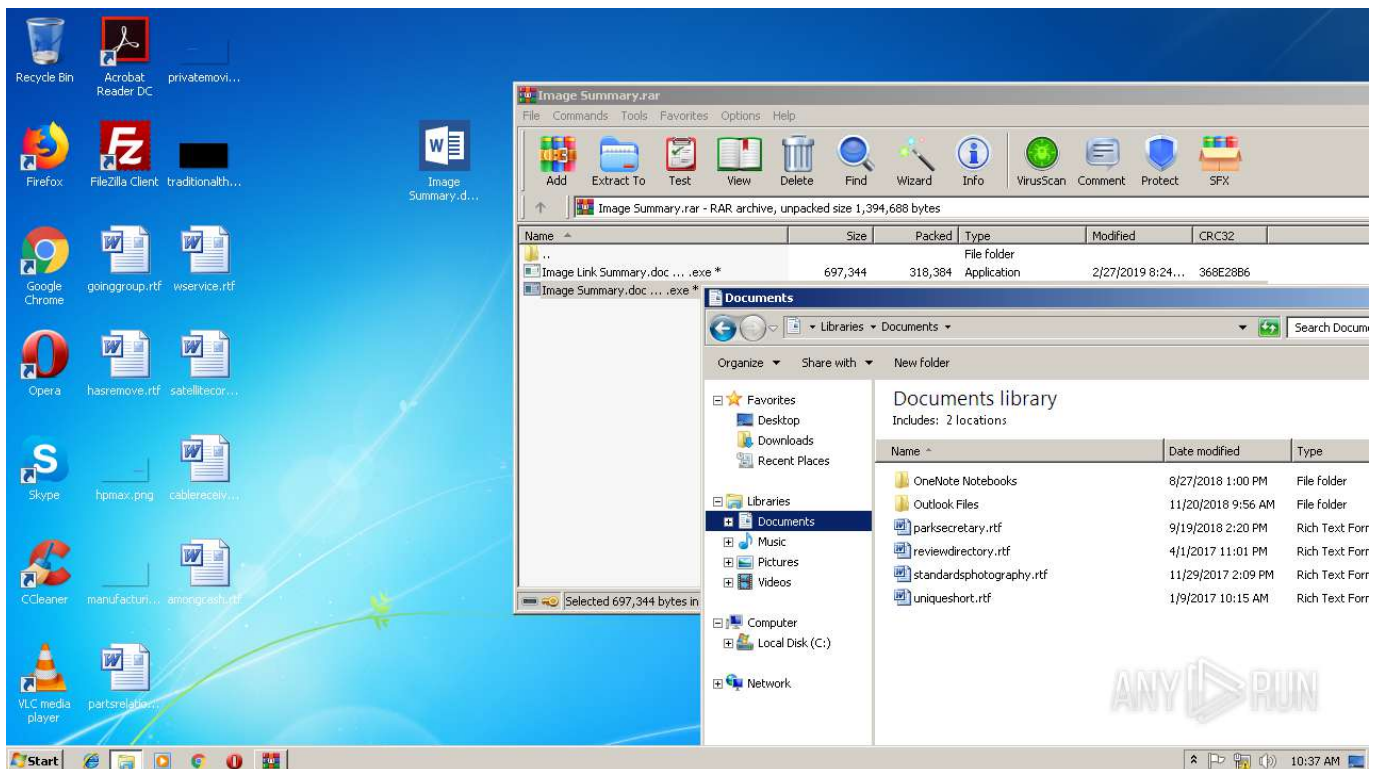 Recycle Bin
Acrobat Reader DC
privatemovi...
Firefox
FileZilla Client
traditionalth...
Image Summary.d...
Google Chrome
goinggroup.rtf
wservice.rtf
Opera
hasremove.rtf
satellitecor...
Skype
hpmax.png
cablereceiv...
CCleaner
manufacturi...
amongcash.rtf
VLC media player
partsrelatio...
Image Summary.rar
File Commands Tools Favorites Options Help
Add Extract To Test View Delete Find Wizard Info VirusScan Comment Protect SFX
Image Summary.rar - RAR archive, unpacked size 1,394,688 bytes
Name Size Packed Type Modified CRC32
.. File folder
Image Link Summary.doc ... .exe * 697,344 318,384 Application 2/27/2019 8:24... 368E28B6
Image Summary.doc ... .exe *
Selected 697,344 bytes in
Documents
Libraries Documents
Search Docum
Organize Share with New folder
Favorites
Desktop
Downloads
Recent Places
Libraries
Documents
Music
Pictures
Videos
Computer
Local Disk (C:)
Network
Documents library
Includes: 2 locations
Name Date modified Type
OneNote Notebooks 8/27/2018 1:00 PM File folder
Outlook Files 11/20/2018 9:56 AM File folder
parksecretary.rtf 9/19/2018 2:20 PM Rich Text Forr
reviewdirectory.rtf 4/1/2017 11:01 PM Rich Text Forr
standardsphotography.rtf 11/29/2017 2:09 PM Rich Text Forr
uniqueshort.rtf 1/9/2017 10:15 AM Rich Text Forr
ANY RUN
Start
10:37 AM